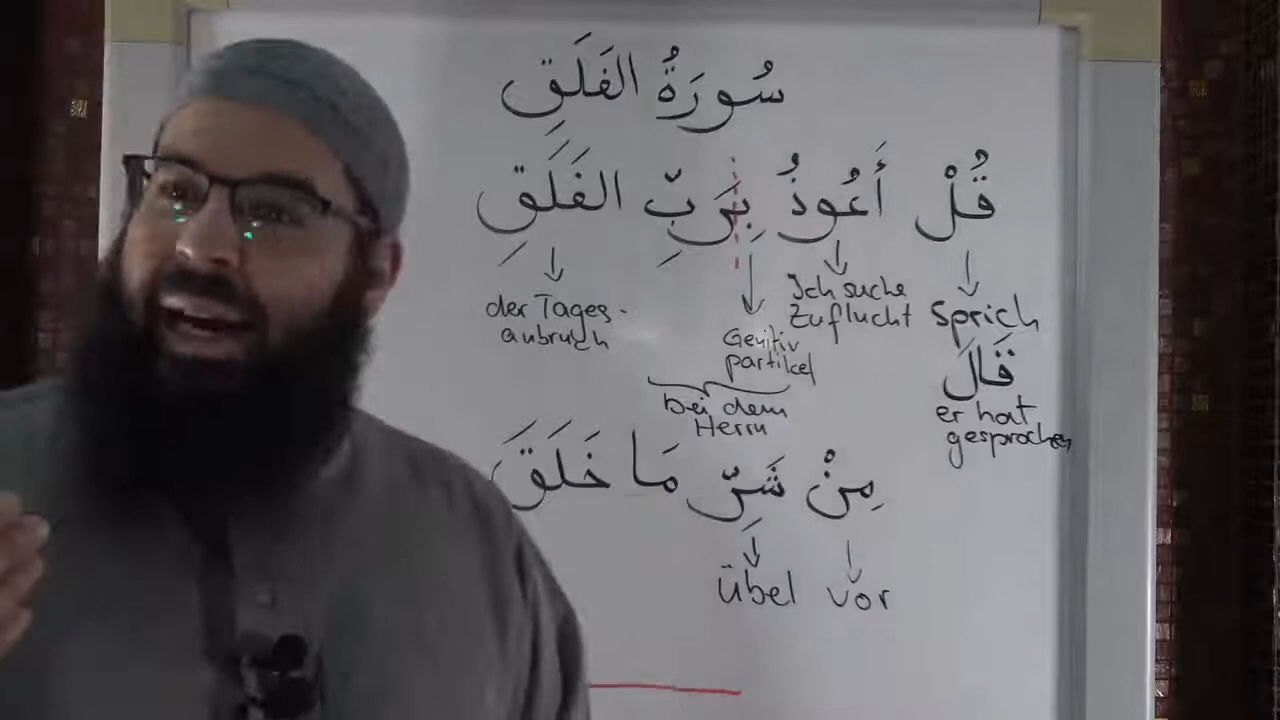 سُورَةُ الفَلَقِ
قُلْ أَعُوذُ بِرَبِّ الفَلَقِ
Sprich
Ich suche
Zuflucht
Genitiv
partikel
der Tages-
anbruch
قَالَ
er hat
gesprochen
bei dem
Herrn
مِنْ شَرِّ مَا خَلَقَ
vor
übel